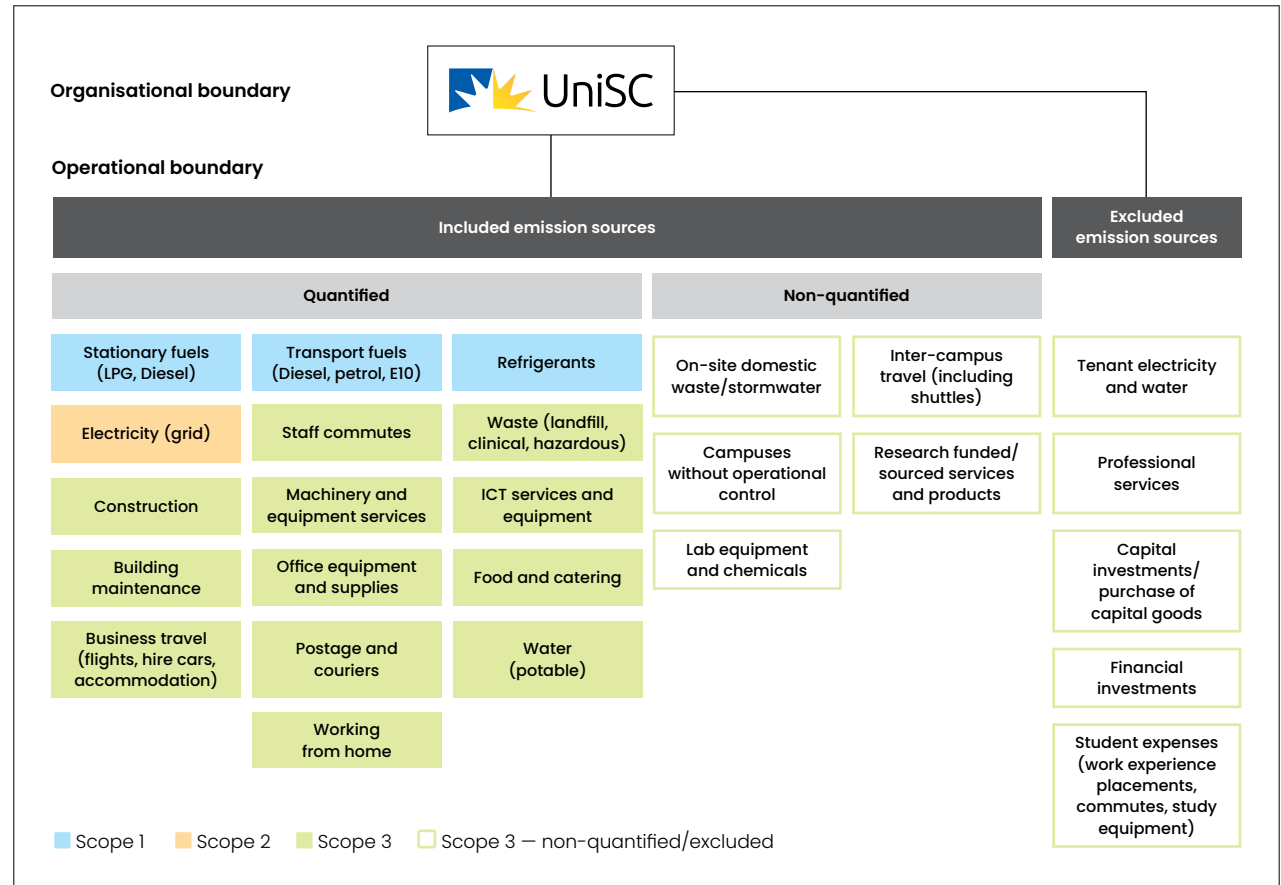 Organisational boundary
UniSC
Operational boundary
Included emission sources
Excluded
emission sources
Quantified
Non-quantified
Stationary fuels
(LPG, Diesel)
Transport fuels
(Diesel, petrol, E10)
Refrigerants
On-site domestic
waste/stormwater
Inter-campus
travel (including
shuttles)
Tenant electricity
and water
Electricity (grid)
Staff commutes
Waste (landfill,
clinical, hazardous)
Campuses
without operational
control
Research funded/
sourced services
and products
Professional
services
Construction
Machinery and
equipment services
ICT services and
equipment
Lab equipment
and chemicals
Capital
investments/
purchase of
capital goods
Building
maintenance
Office equipment
and supplies
Food and catering
Financial
investments
Business travel
(flights, hire cars,
accommodation)
Postage and
couriers
Water
(potable)
Working
from home
Student expenses
(work experience
placements,
commutes, study
equipment)
Scope 1
Scope 2
Scope 3
Scope 3 — non-quantified/excluded